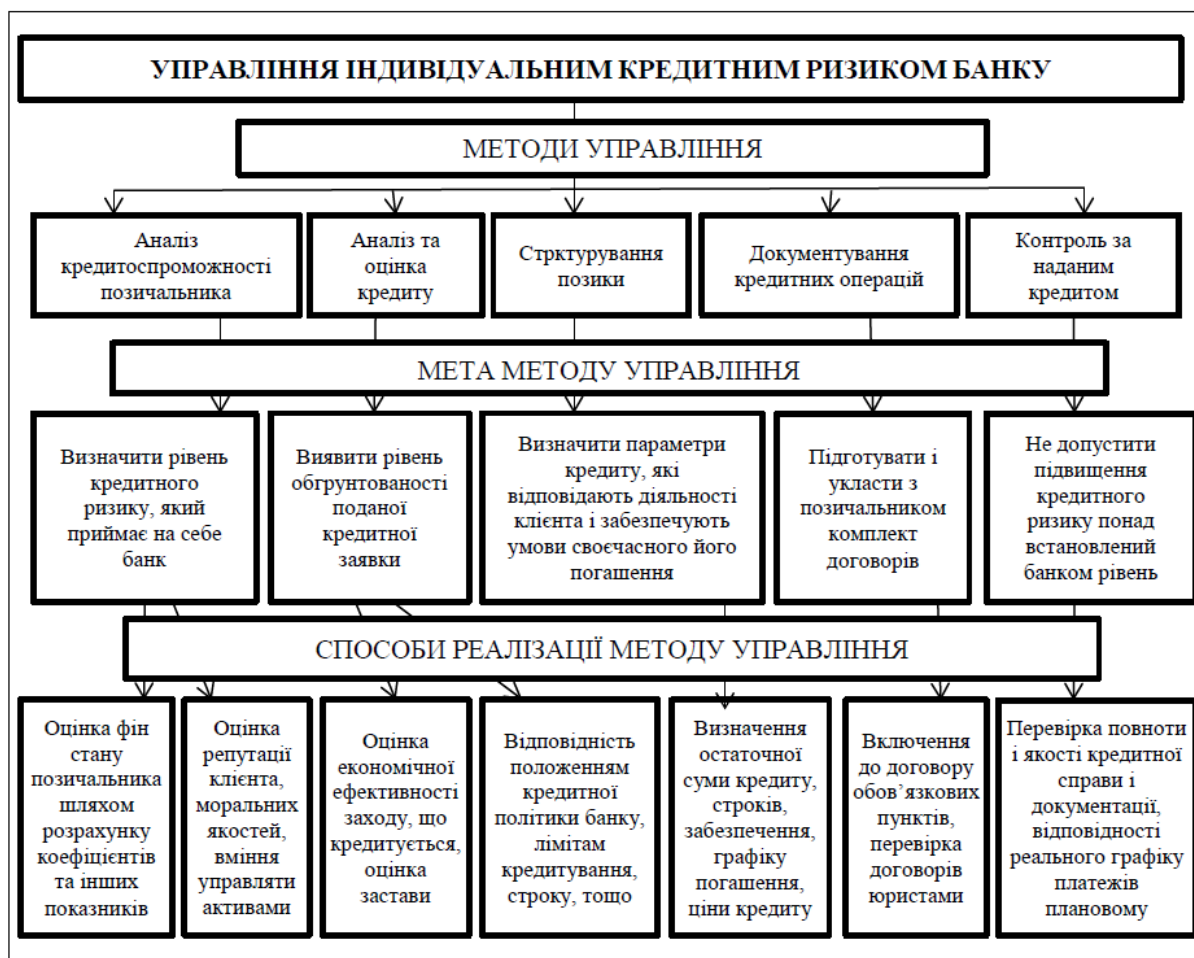 УПРАВЛІННЯ ІНДИВІДУАЛЬНИМ КРЕДИТНИМ РИЗИКОМ БАНКУ
МЕТОДИ УПРАВЛІННЯ
Аналіз
кредитоспроможності
позичальника
Аналіз та
оцінка
кредиту
Стрктурування
позики
Документування
кредитних операцій
Контроль за
наданим
кредитом
МЕТА МЕТОДУ УПРАВЛІННЯ
Визначити рівень
кредитного
ризику, який
приймає на себе
банк
Виявити рівень
обгрунтованості
поданої
кредитної
заявки
Визначити параметри
кредиту, які
відповідають діяльності
клієнта і забезпечують
умови своєчасного його
погашення
Підготувати і
укласти з
позичальником
комплект
договорів
Не допустити
підвищення
кредитного
ризику понад
встановлений
банком рівень
СПОСОБИ РЕАЛІЗАЦІЇ МЕТОДУ УПРАВЛІННЯ
Оцінка фін
стану
позичальника
шляхом
розрахунку
коефіцієнтів
та інших
показників
Оцінка
репутації
клієнта,
моральних
якостей,
вміння
управляти
активами
Оцінка
економічної
ефективності
заходу, що
кредитується,
оцінка
застави
Відповідність
положенням
кредитної
політики банку,
лімітам
кредитування,
строку, тощо
Визначення
остаточної
суми кредиту,
строків,
забезпечення,
графіку
погашення,
ціни кредиту
Включення
до договору
обов’язкових
пунктів,
перевірка
договорів
юристами
Перевірка повноти
і якості кредитної
справи і
документації,
відповідності
реального графіку
платежів
плановому